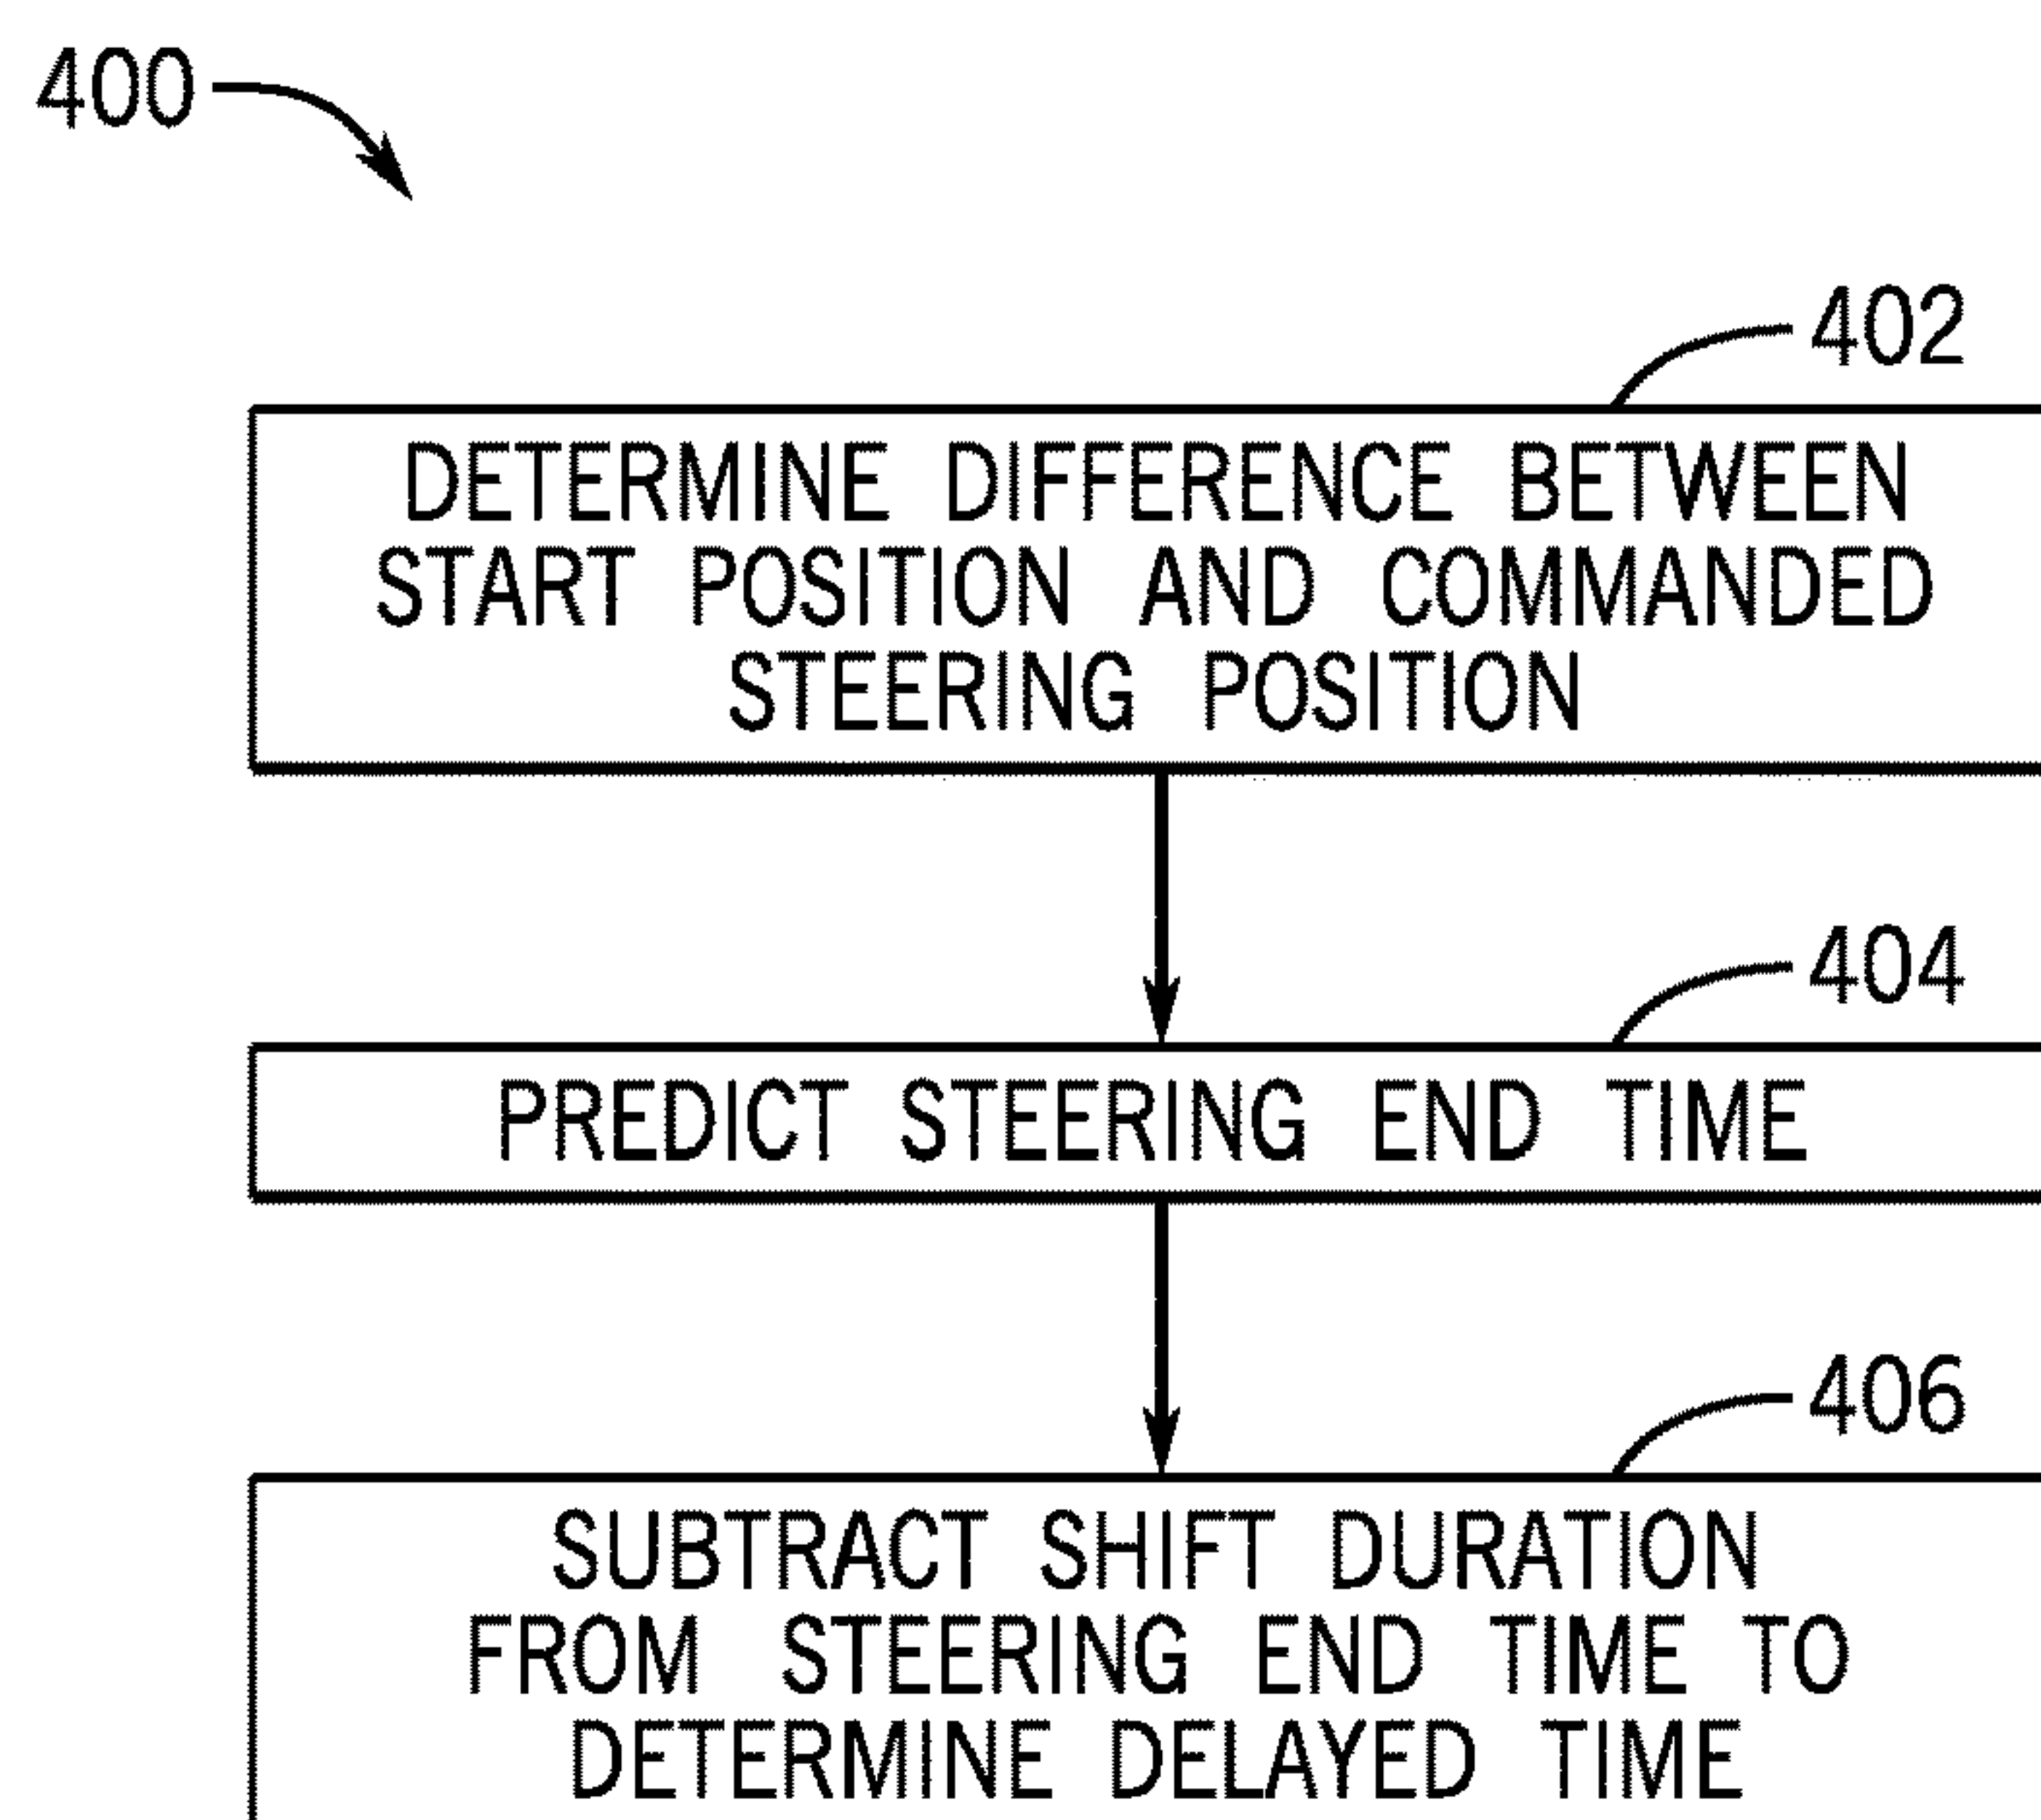 400
402
DETERMINE DIFFERENCE BETWEEN
START POSITION AND COMMANDED
STEERING POSITION
404
PREDICT STEERING END TIME
406
SUBTRACT SHIFT DURATION
FROM STEERING END TIME TO
DETERMINE DELAYED TIME